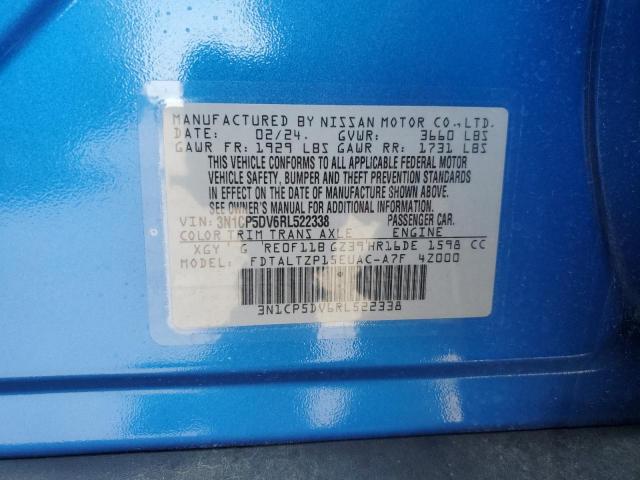 MANUFACTURED BY NISSAN MOTOR CO.,LTD.
DATE: 02/24. GVWR: 3660 LBS
GAWR FR: 1929 LBS GAWR RR: 1731 LBS
THIS VEHICLE CONFORMS TO ALL APPLICABLE FEDERAL MOTOR
VEHICLE SAFETY, BUMPER AND THEFT PREVENTION STANDARDS
IN EFFECT ON THE DATE OF MANUFACTURE SHOWN ABOVE.
SEE OWNER'S MANUAL FOR ADDITIONAL INFORMATION
VIN: 3N1CP5DV6RL522338 PASSENGER CAR.
COLOR TRIM TRANS AXLE ENGINE
XGY G RE0F11B GZ39 HR16DE 1598 CC
MODEL: FDTALTZP15EUAC-A7F 4Z000
3N1CP5DV6RL522338